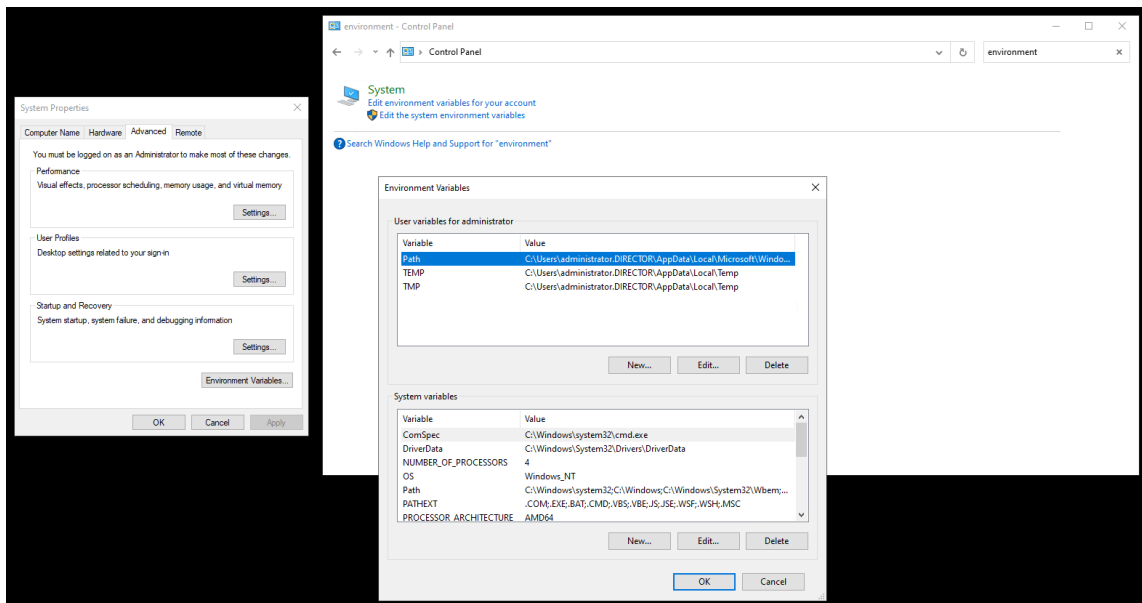 environment - Control Panel
Control Panel
environment
System
Edit environment variables for your account
Edit the system environment variables
Search Windows Help and Support for "environment"
System Properties
Computer Name Hardware Advanced Remote
You must be logged on as an Administrator to make most of these changes.
Performance
Visual effects, processor scheduling, memory usage, and virtual memory
Settings...
User Profiles
Desktop settings related to your sign-in
Settings...
Startup and Recovery
System startup, system failure, and debugging information
Settings...
Environment Variables...
OK Cancel Apply
Environment Variables
User variables for administrator
Variable Value
Path C:\Users\administrator.DIRECTOR\AppData\Local\Microsoft\Windo...
TEMP C:\Users\administrator.DIRECTOR\AppData\Local\Temp
TMP C:\Users\administrator.DIRECTOR\AppData\Local\Temp
New... Edit... Delete
System variables
Variable Value
ComSpec C:\Windows\system32\cmd.exe
DriverData C:\Windows\System32\Drivers\DriverData
NUMBER_OF_PROCESSORS 4
OS Windows_NT
Path C:\Windows\system32;C:\Windows;C:\Windows\System32\Wbem;...
PATHEXT .COM;.EXE;.BAT;.CMD;.VBS;.VBE;.JS;.JSE;.WSF;.WSH;.MSC
PROCESSOR_ARCHITECTURE AMD64
New... Edit... Delete
OK Cancel